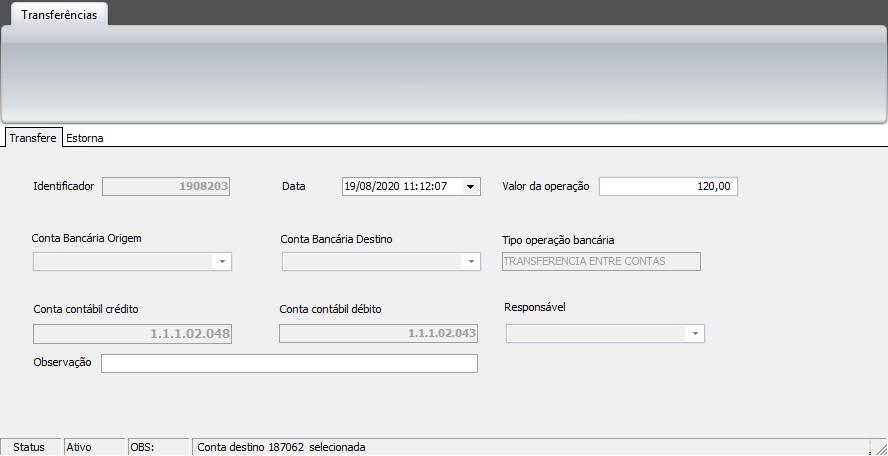 Transferências
Transfere Estorna
Identificador 1908203 Data 19/08/2020 11:12:07 Valor da operação 120,00
Conta Bancária Origem Conta Bancária Destino Tipo operação bancária
TRANSFERENCIA ENTRE CONTAS
Conta contábil crédito Conta contábil débito Responsável
1.1.1.02.048 1.1.1.02.043
Observação
Status Ativo OBS: Conta destino 187062 selecionada